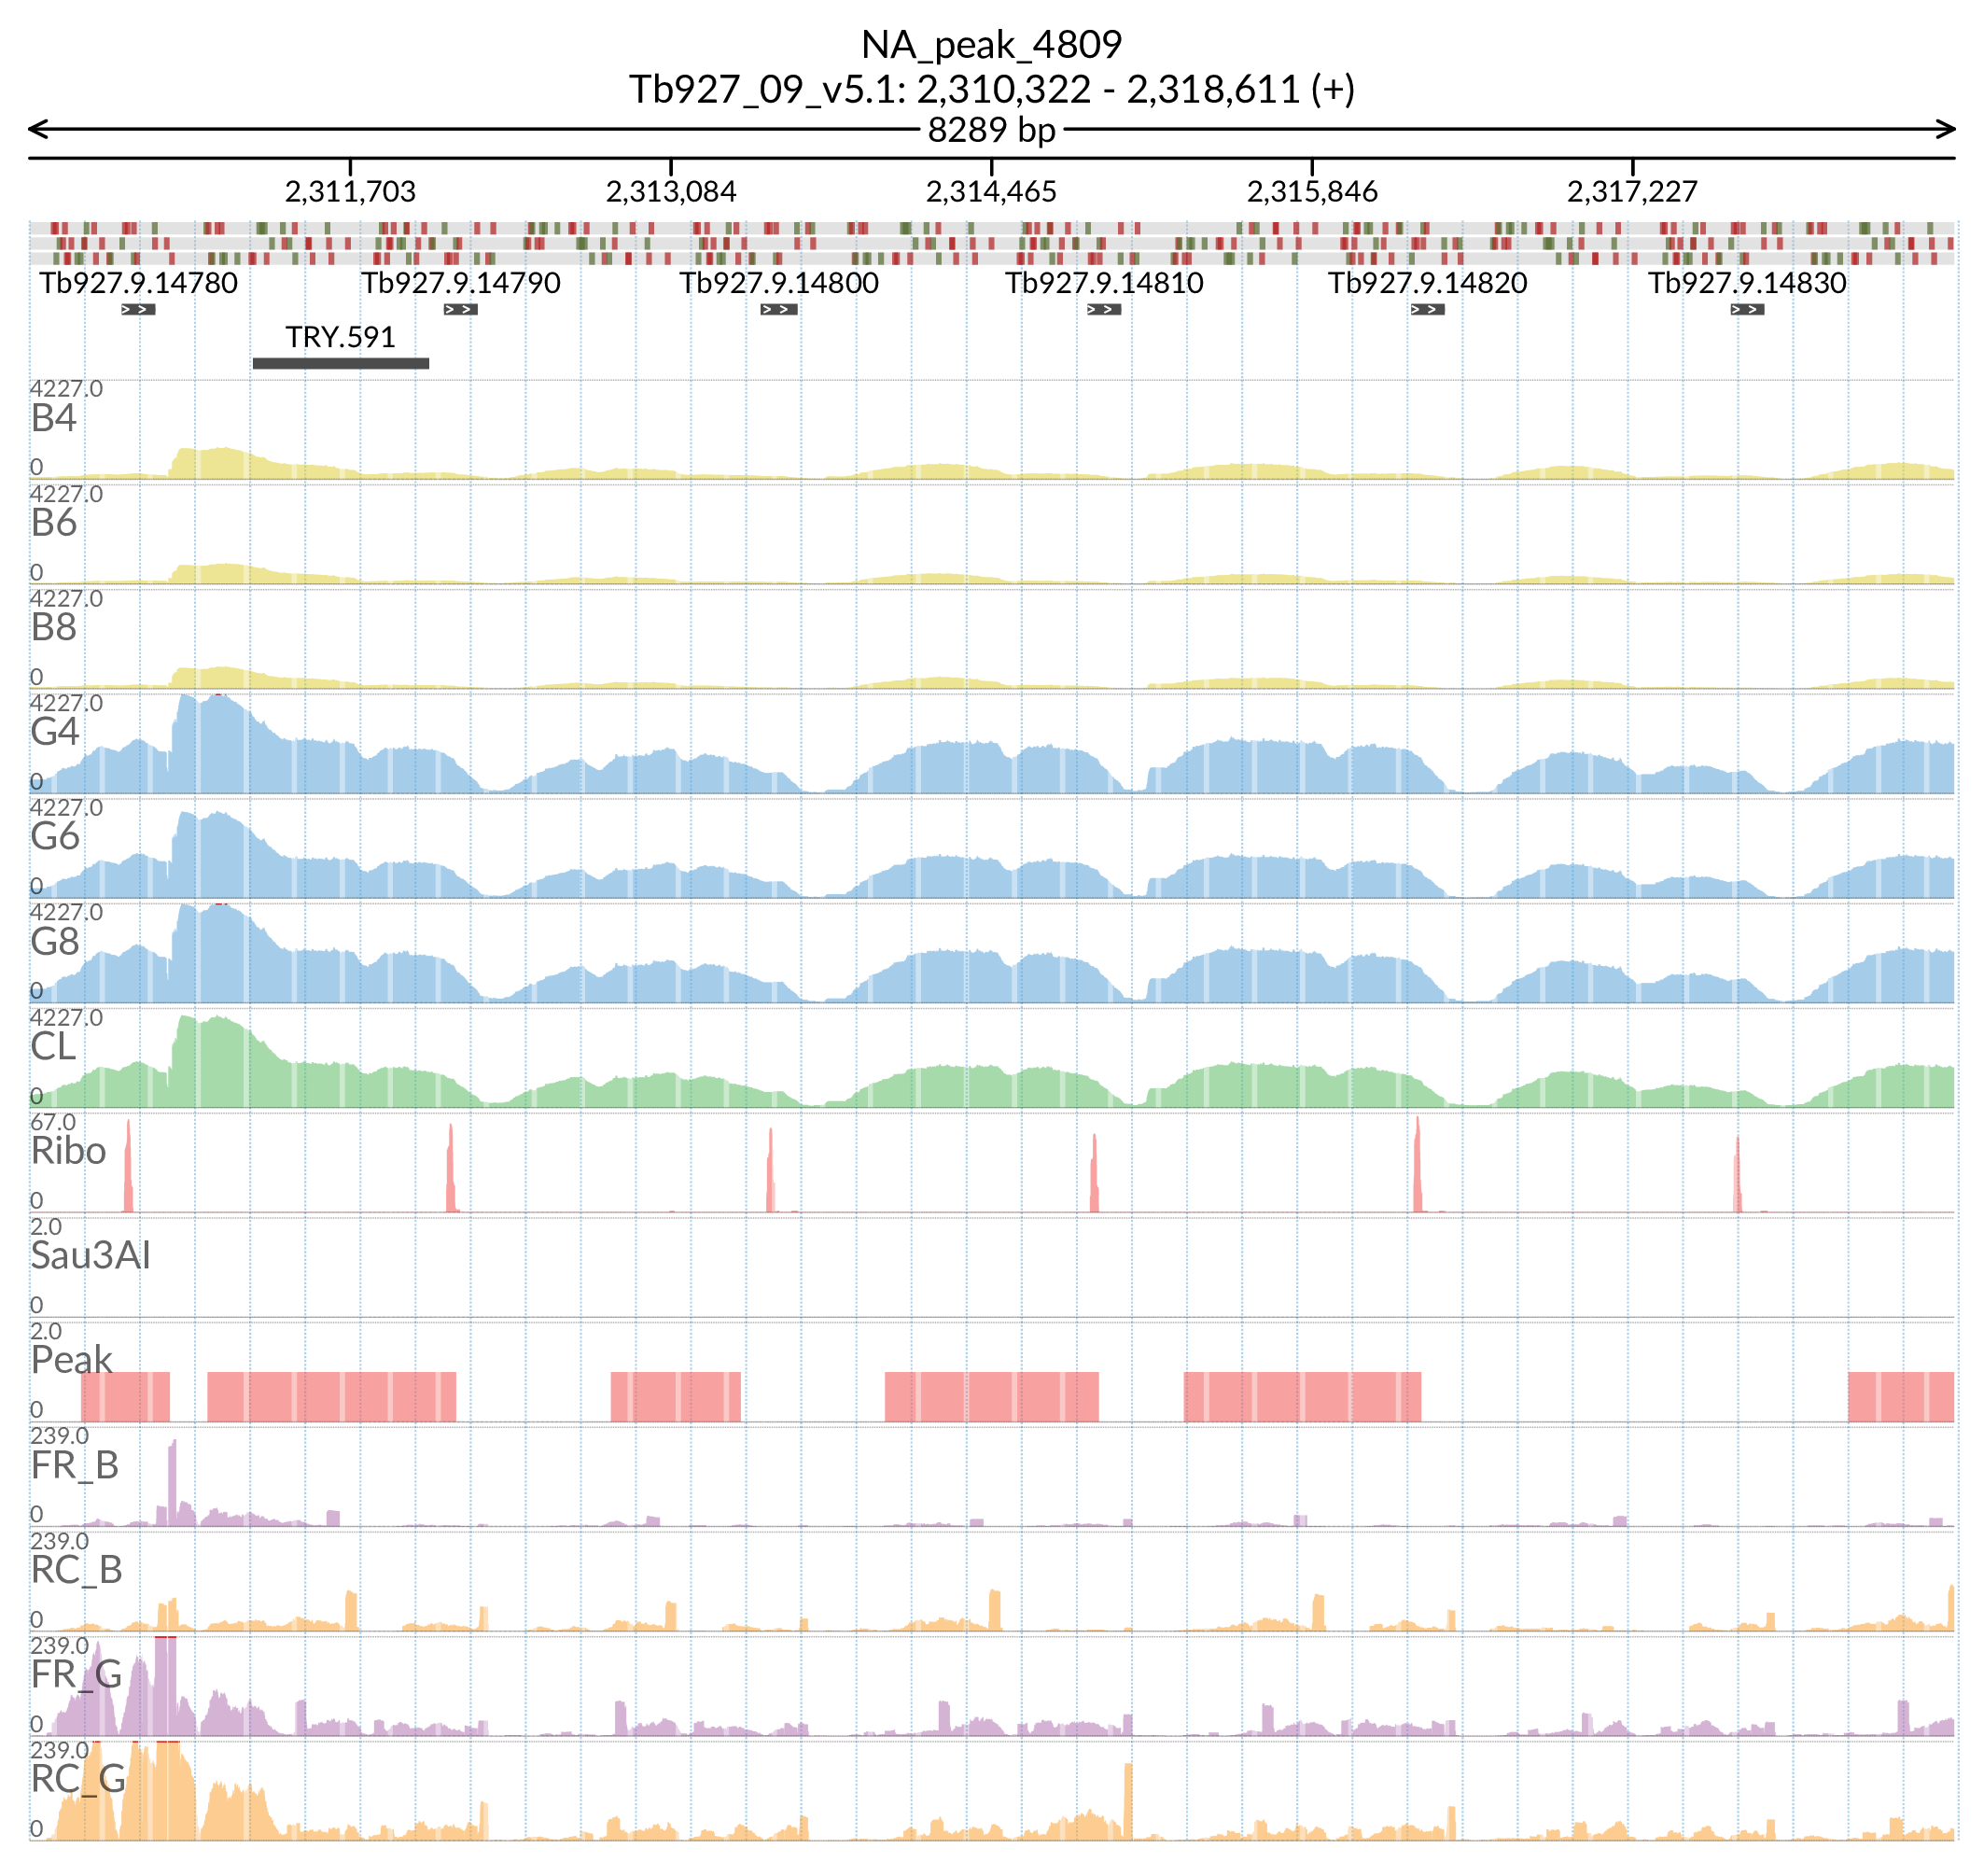 NA_peak_4809
Tb927_09_v5.1: 2,310,322 - 2,318,611 (+)
8289 bp
2,311,703 2,313,084 2,314,465 2,315,846 2,317,227
Tb927.9.14780 Tb927.9.14790 Tb927.9.14800 Tb927.9.14810 Tb927.9.14820 Tb927.9.14830
TRY.591
4227.0
B4
0
4227.0
B6
0
4227.0
B8
0
4227.0
G4
0
4227.0
G6
0
4227.0
G8
0
4227.0
CL
0
67.0
Ribo
0
2.0
Sau3AI
0
2.0
Peak
0
239.0
FR_B
0
239.0
RC_B
0
239.0
FR_G
0
239.0
RC_G
0